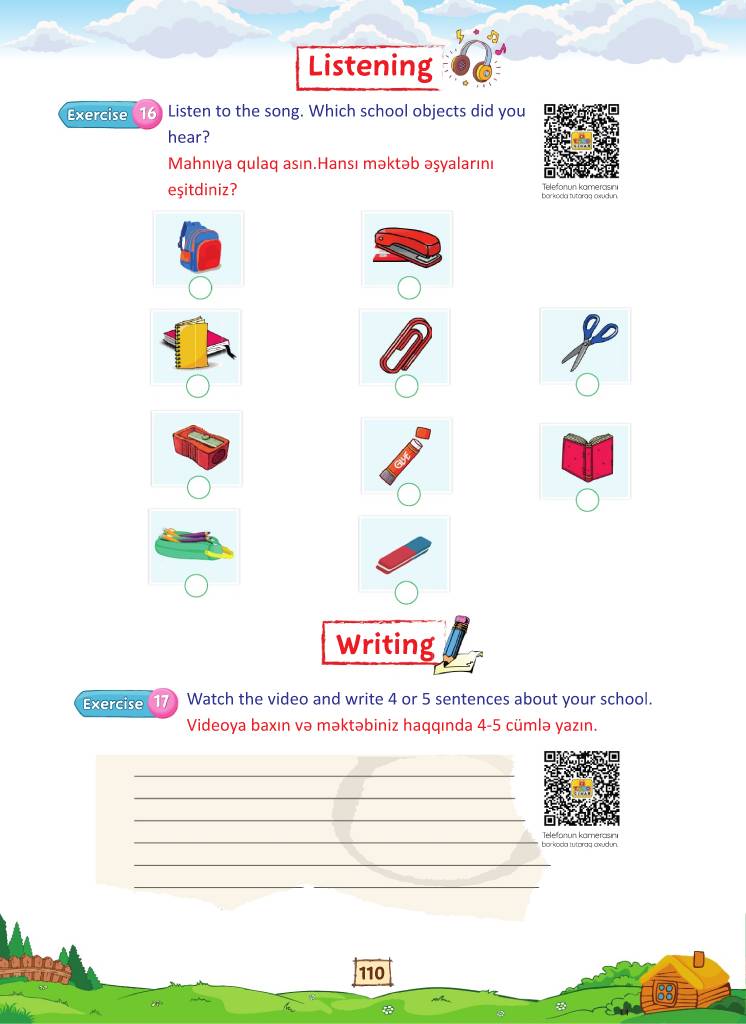 Listening
Exercise 16 Listen to the song. Which school objects did you
hear?
Mahnıya qulaq asın.Hansı məktəb əşyalarını
eşitdiniz?
Telefonun kamerasını
barkoda tutaraq oxudun.
GLUE
Writing
Exercise 17 Watch the video and write 4 or 5 sentences about your school.
Videoya baxın və məktəbiniz haqqında 4-5 cümlə yazın.
Telefonun kamerasını
barkoda tutaraq oxudun.
110